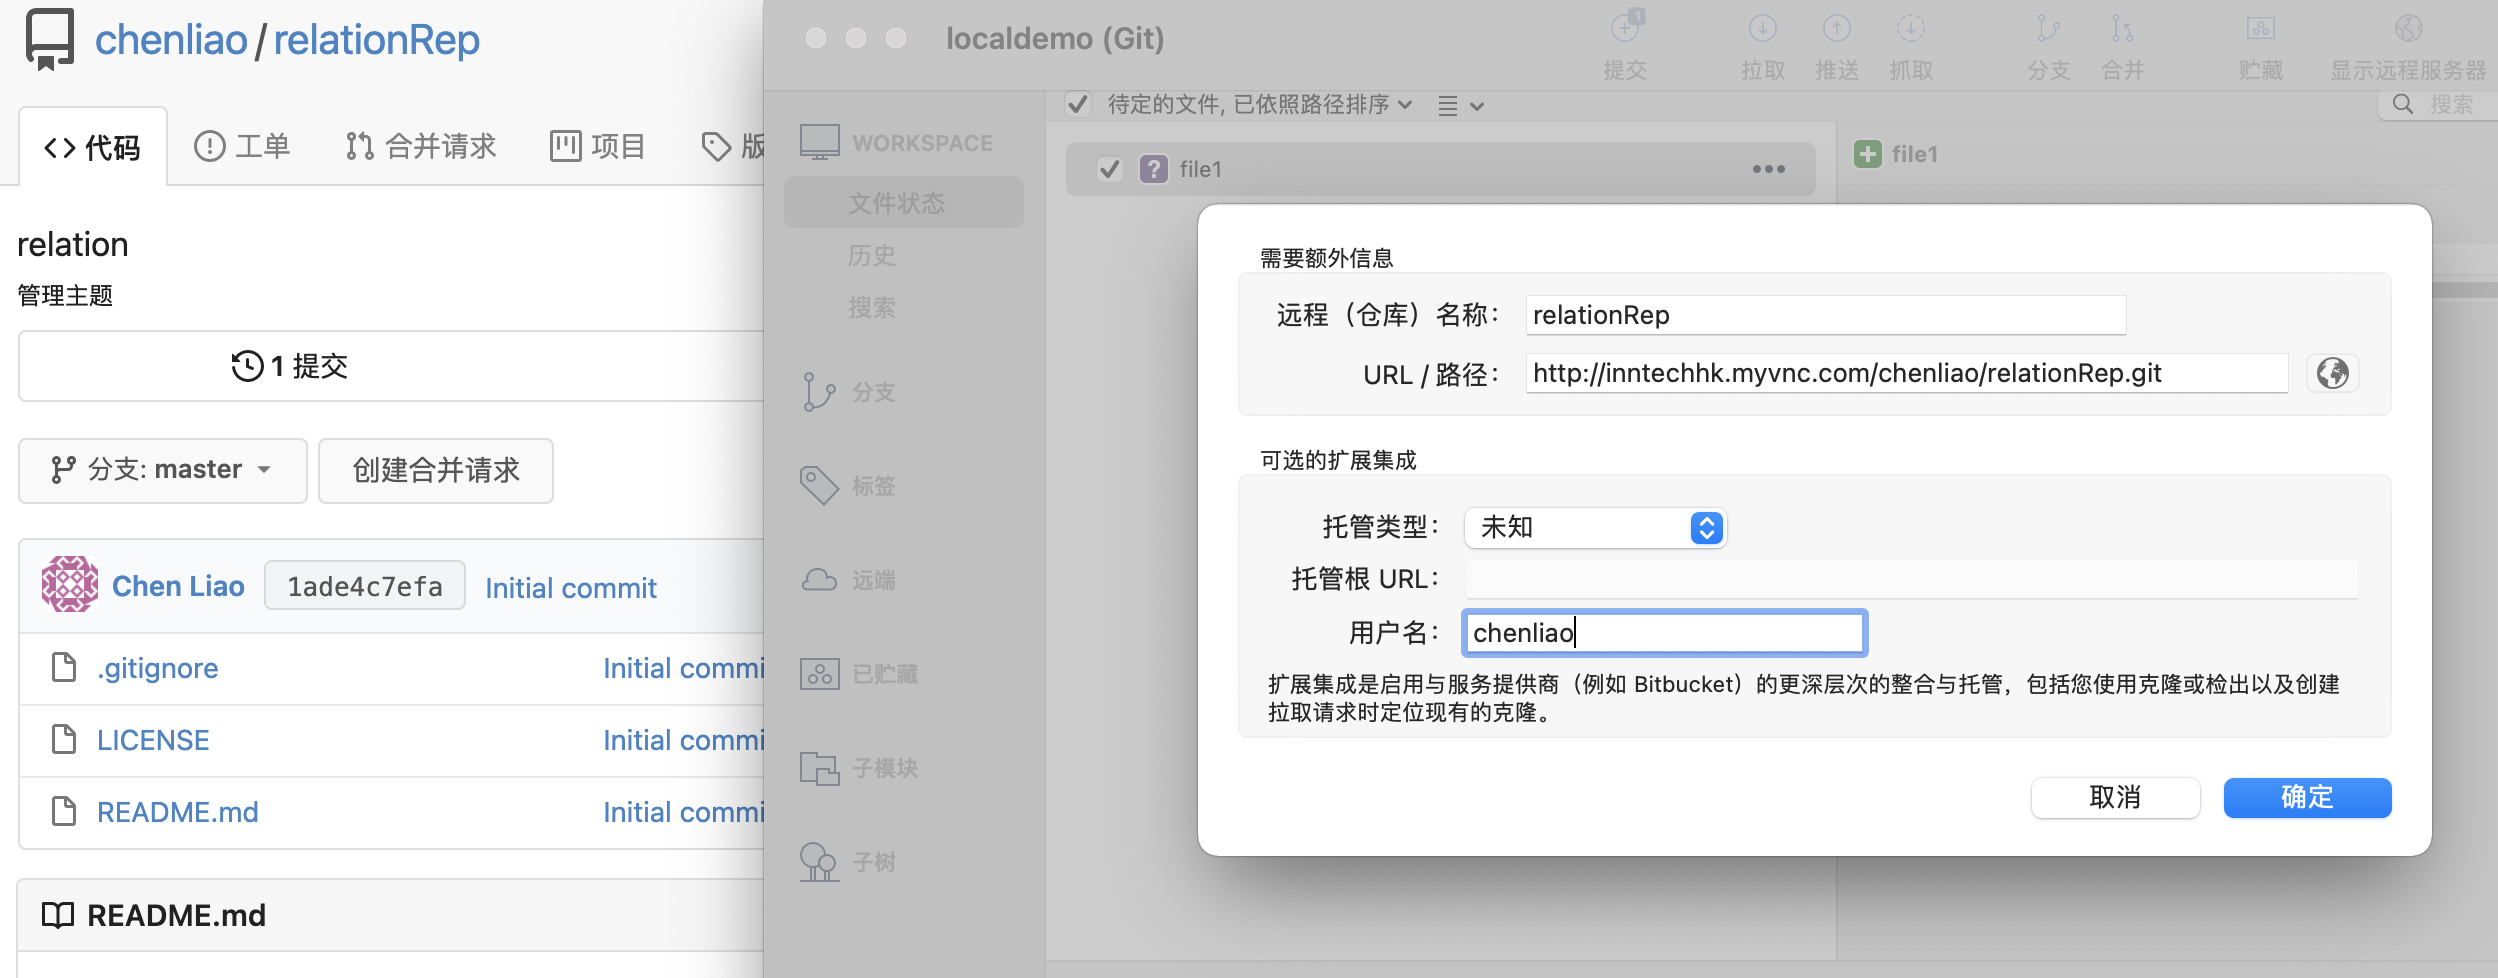 chenliao / relationRep
代码
工单
合并请求
项目
版
relation
管理主题
1 提交
分支: master
创建合并请求
Chen Liao
1ade4c7efa
Initial commit
.gitignore
Initial commi
LICENSE
Initial commi
README.md
Initial commi
README.md
localdemo (Git)
1
提交
拉取
推送
抓取
分支
合并
贮藏
显示远程服务器
待定的文件, 已依照路径排序
搜索
WORKSPACE
文件状态
历史
搜索
分支
标签
远端
已贮藏
子模块
子树
? file1
file1
需要额外信息
远程（仓库）名称： relationRep
URL / 路径： http://inntechhk.myvnc.com/chenliao/relationRep.git
可选的扩展集成
托管类型： 未知
托管根 URL：
用户名： chenliao
扩展集成是启用与服务提供商（例如 Bitbucket）的更深层次的整合与托管，包括您使用克隆或检出以及创建
拉取请求时定位现有的克隆。
取消
确定